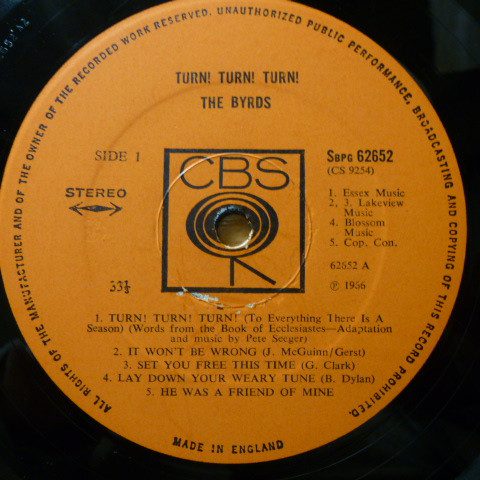 TURN! TURN! TURN!
THE BYRDS
SIDE 1
STEREO
33⅓
CBS
SBPG 62652
(CS 9254)
1. Essex Music
2, 3. Lakeview
Music
4. Blossom
Music
5. Cop. Con.
62652 A
Ⓟ 1966
1. TURN! TURN! TURN! (To Everything There Is A
Season) (Words from the Book of Ecclesiastes—Adaptation
and music by Pete Seeger)
2. IT WON'T BE WRONG (J. McGuinn/Gerst)
3. SET YOU FREE THIS TIME (G. Clark)
4. LAY DOWN YOUR WEARY TUNE (B. Dylan)
5. HE WAS A FRIEND OF MINE
MADE IN ENGLAND
ALL RIGHTS OF THE MANUFACTURER AND OF THE OWNER OF THE RECORDED WORK RESERVED. UNAUTHORIZED PUBLIC PERFORMANCE, BROADCASTING AND COPYING OF THIS RECORD PROHIBITED.